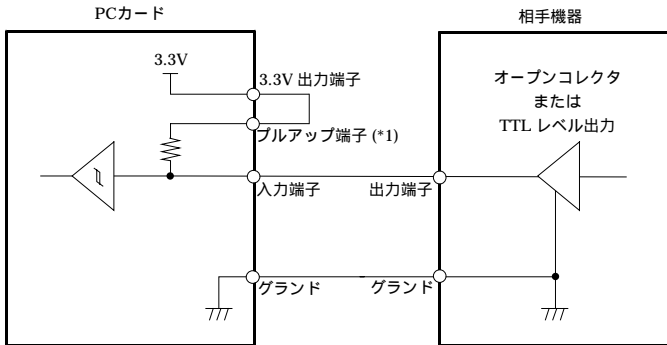 PCカード
相手機器
3.3V
3.3V 出力端子
プルアップ端子 (*1)
オープンコレクタ
または
TTL レベル出力
入力端子
出力端子
グランド
グランド